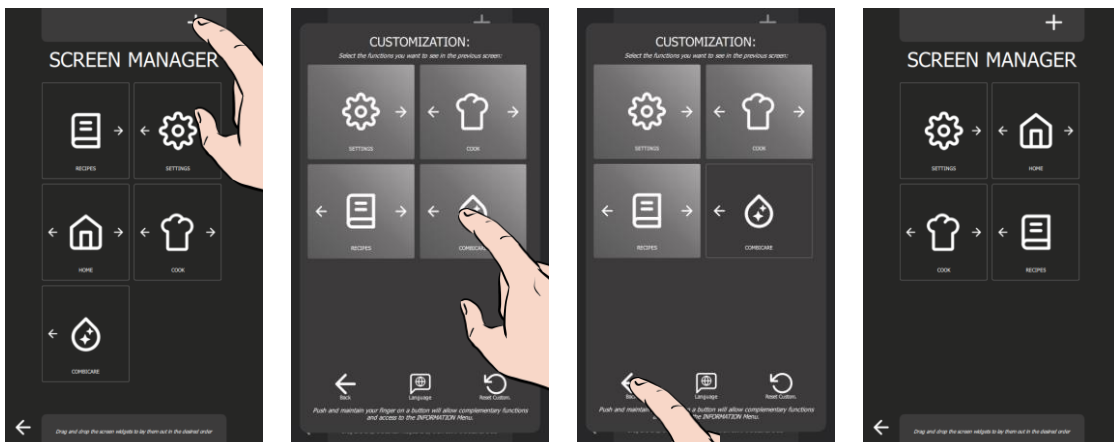 SCREEN MANAGER
RECIPES
SETTINGS
HOME
COOK
COMBICARE
Drag and drop the screen widgets to lay them out in the desired order
CUSTOMIZATION:
Select the functions you want to see in the previous screen:
SETTINGS
COOK
RECIPES
COMBICARE
Back
Language
Reset Custom.
Push and maintain your finger on a button will allow complementary functions
and access to the INFORMATION Menu.
CUSTOMIZATION:
Select the functions you want to see in the previous screen:
SETTINGS
COOK
RECIPES
COMBICARE
Back
Language
Reset Custom.
Push and maintain your on a button will allow complementary functions
the INFORMATION Menu.
SCREEN MANAGER
SETTINGS
HOME
COOK
RECIPES
Drag and drop the screen widgets to lay them out in the desired order